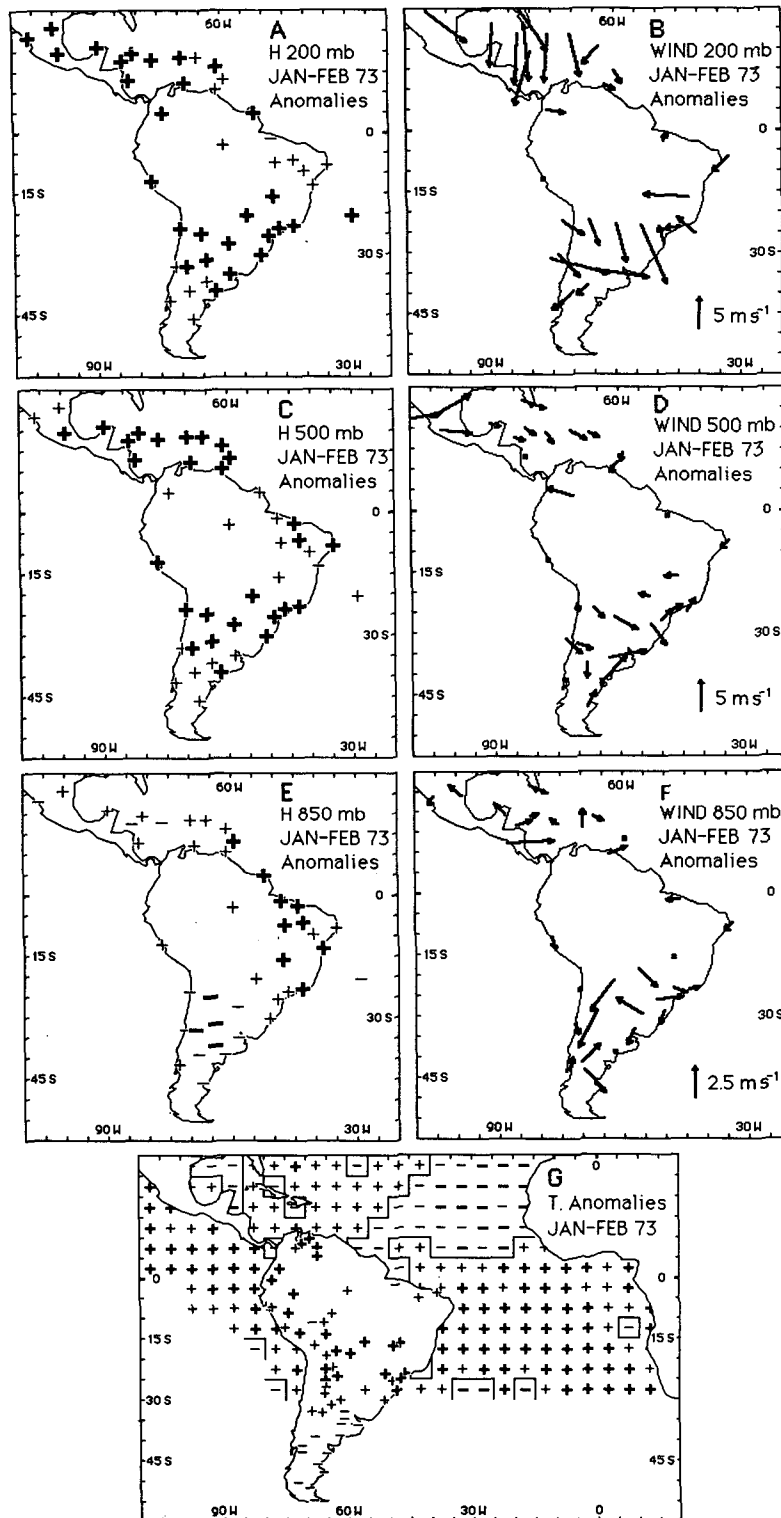 60W
A
H 200 mb
JAN-FEB 73
Anomalies
0
15S
30S
45S
90W
30W
60W
B
WIND 200 mb
JAN-FEB 73
Anomalies
0
15S
30S
45S
5 ms⁻¹
90W
30W
60W
C
H 500 mb
JAN-FEB 73
Anomalies
0
15S
30S
45S
90W
30W
60W
D
WIND 500 mb
JAN-FEB 73
Anomalies
0
15S
30S
45S
5 ms⁻¹
90W
30W
60W
E
H 850 mb
JAN-FEB 73
Anomalies
0
15S
30S
45S
90W
30W
60W
F
WIND 850 mb
JAN-FEB 73
Anomalies
0
15S
30S
45S
2.5 ms⁻¹
90W
30W
G
0
T. Anomalies
JAN-FEB 73
0
15S
15S
30S
45S
45S
90W
60W
30W
0